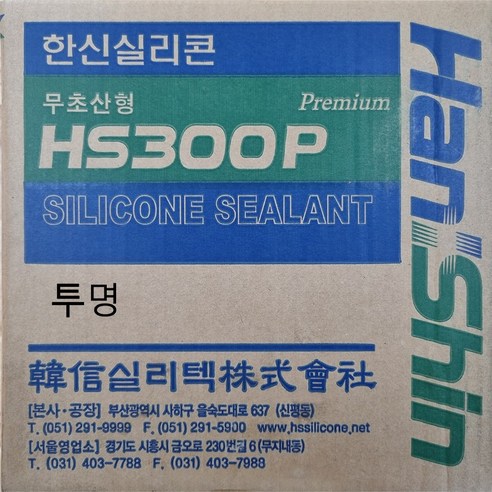 한신실리콘
무초산형 Premium
HS300P
SILICONE SEALANT
Han Shin
투명
韓信실리텍株式會社
[본사·공장] 부산광역시 사하구 을숙도대로 637 (신평동)
T. (051) 291-9999 F. (051) 291-5900 www.hssilicone.net
[서울영업소] 경기도 시흥시 금오로 230번길 6 (무지내동)
T. (031) 403-7788 F. (031) 403-7988